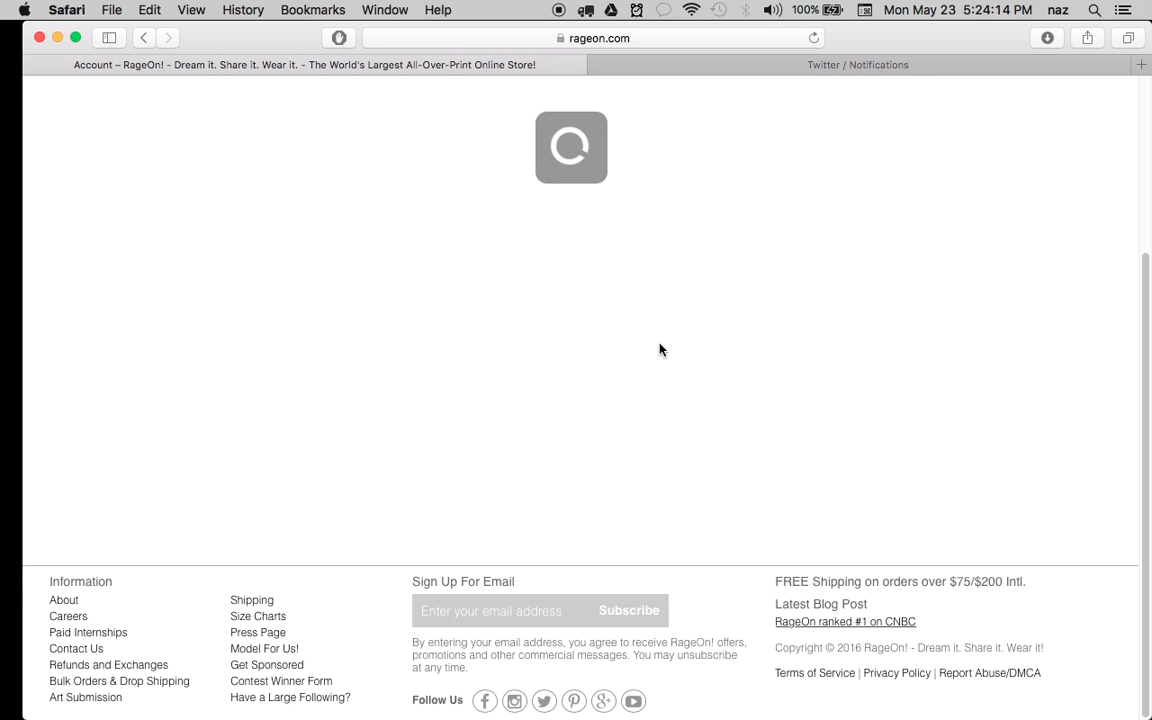 Safari File Edit View History Bookmarks Window Help 100% Mon May 23 5:24:14 PM naz
rageon.com
Account – RageOn! - Dream it. Share it. Wear it. - The World's Largest All-Over-Print Online Store!
Twitter / Notifications
Information
About
Careers
Paid Internships
Contact Us
Refunds and Exchanges
Bulk Orders & Drop Shipping
Art Submission
Shipping
Size Charts
Press Page
Model For Us!
Get Sponsored
Contest Winner Form
Have a Large Following?
Sign Up For Email
Enter your email address Subscribe
By entering your email address, you agree to receive RageOn! offers,
promotions and other commercial messages. You may unsubscribe
at any time.
Follow Us
FREE Shipping on orders over $75/$200 Intl.
Latest Blog Post
RageOn ranked #1 on CNBC
Copyright © 2016 RageOn! - Dream it. Share it. Wear it!
Terms of Service | Privacy Policy | Report Abuse/DMCA